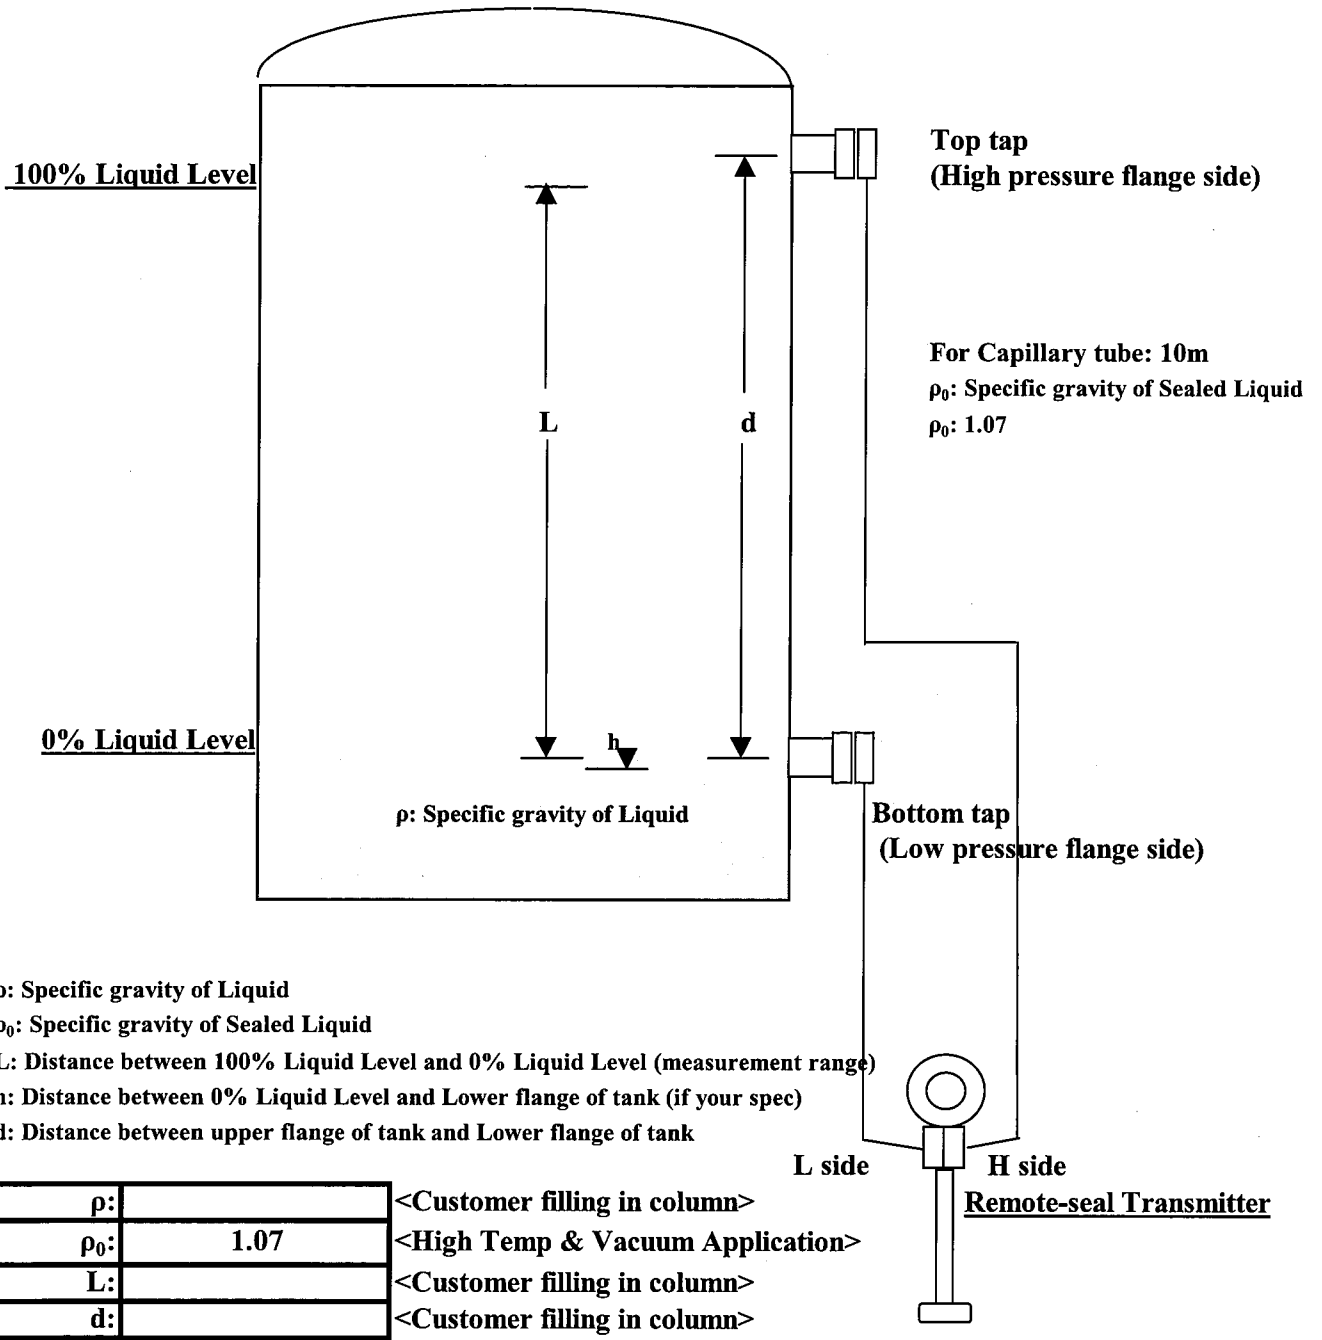 Top tap
(High pressure flange side)
100% Liquid Level
For Capillary tube: 10m
ρ₀: Specific gravity of Sealed Liquid
ρ₀: 1.07
L
d
0% Liquid Level
h
ρ: Specific gravity of Liquid
Bottom tap
(Low pressure flange side)
ρ: Specific gravity of Liquid
ρ₀: Specific gravity of Sealed Liquid
L: Distance between 100% Liquid Level and 0% Liquid Level (measurement range)
h: Distance between 0% Liquid Level and Lower flange of tank (if your spec)
d: Distance between upper flange of tank and Lower flange of tank
L side
H side
Remote-seal Transmitter
ρ: <Customer filling in column>
ρ₀: 1.07 <High Temp & Vacuum Application>
L: <Customer filling in column>
d: <Customer filling in column>